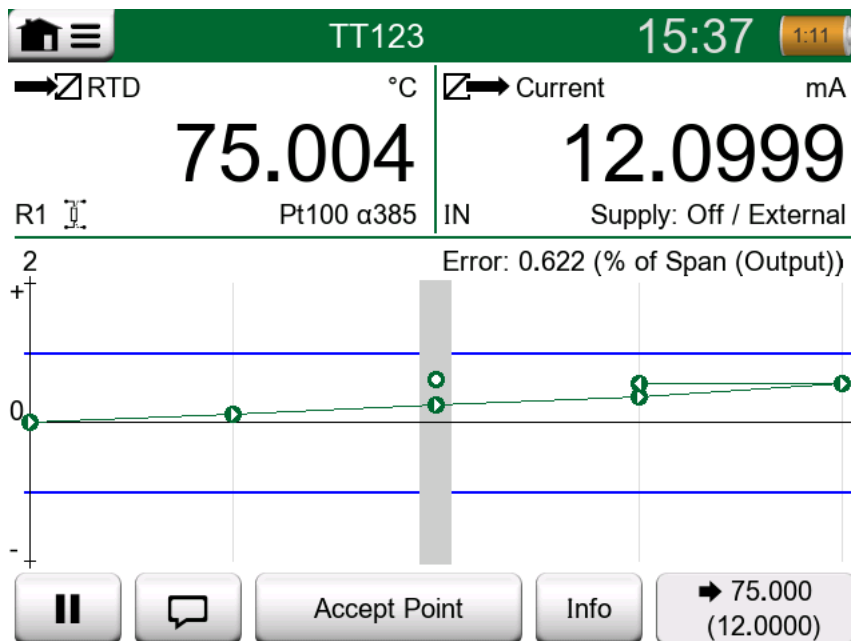 TT123 15:37 1:11
RTD °C
75.004
R1 Pt100 α385
Current mA
12.0999
IN Supply: Off / External
2 Error: 0.622 (% of Span (Output))
+
0
-
Accept Point Info 75.000
(12.0000)